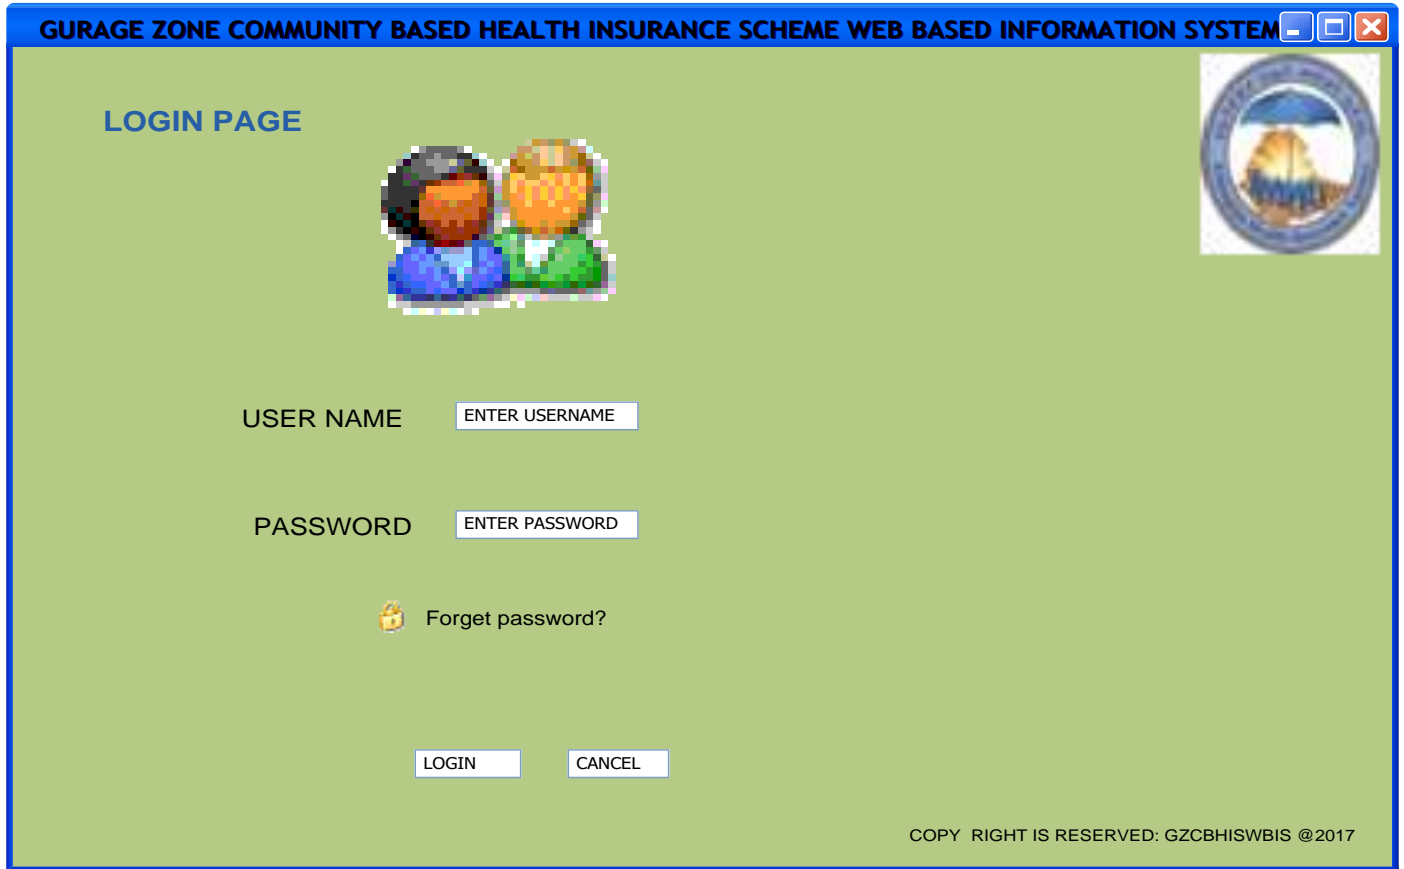 GURAGE ZONE COMMUNITY BASED HEALTH INSURANCE SCHEME WEB BASED INFORMATION SYSTEM
LOGIN PAGE
USER NAME ENTER USERNAME
PASSWORD ENTER PASSWORD
Forget password?
LOGIN CANCEL
COPY RIGHT IS RESERVED: GZCBHISWBIS @2017